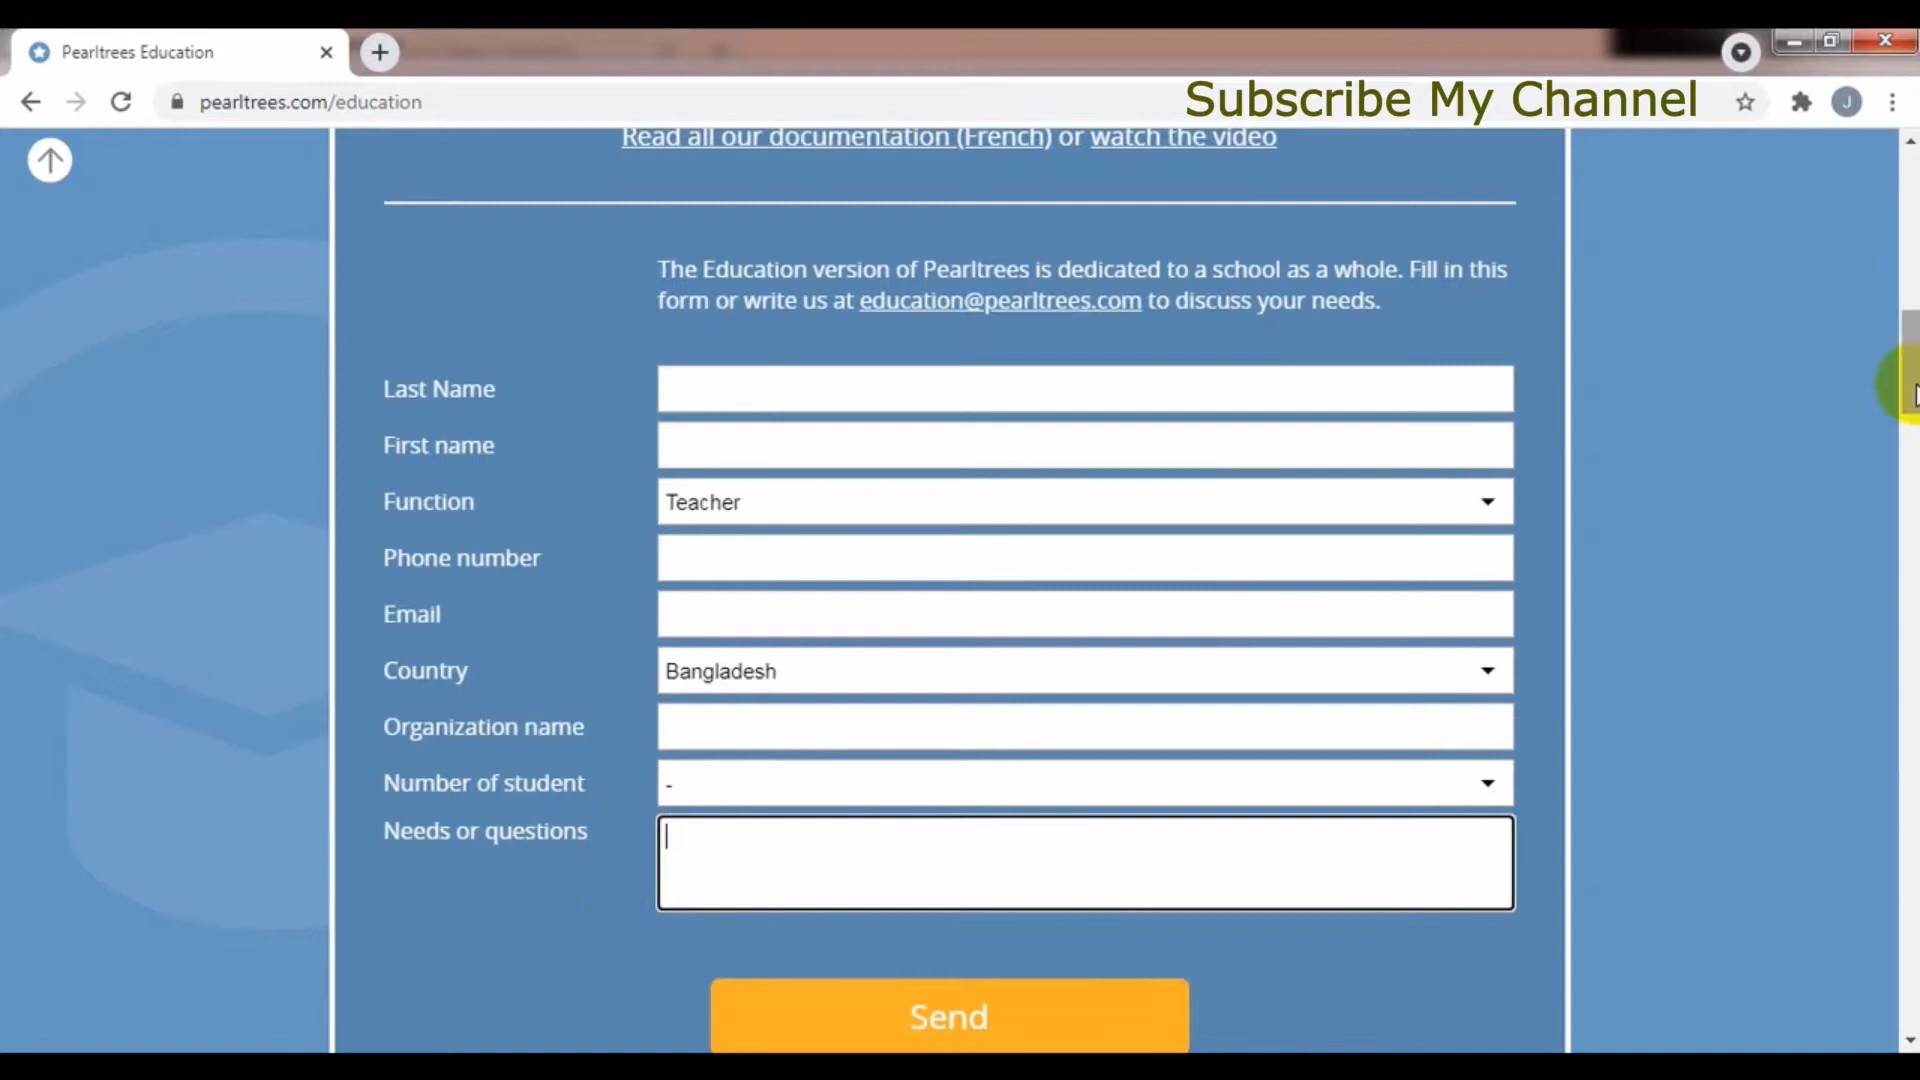 Pearltrees Education
pearltrees.com/education
Subscribe My Channel
J
Read all our documentation (French) or watch the video
The Education version of Pearltrees is dedicated to a school as a whole. Fill in this
form or write us at education@pearltrees.com to discuss your needs.
Last Name
First name
Function
Teacher
Phone number
Email
Country
Bangladesh
Organization name
Number of student
-
Needs or questions
Send